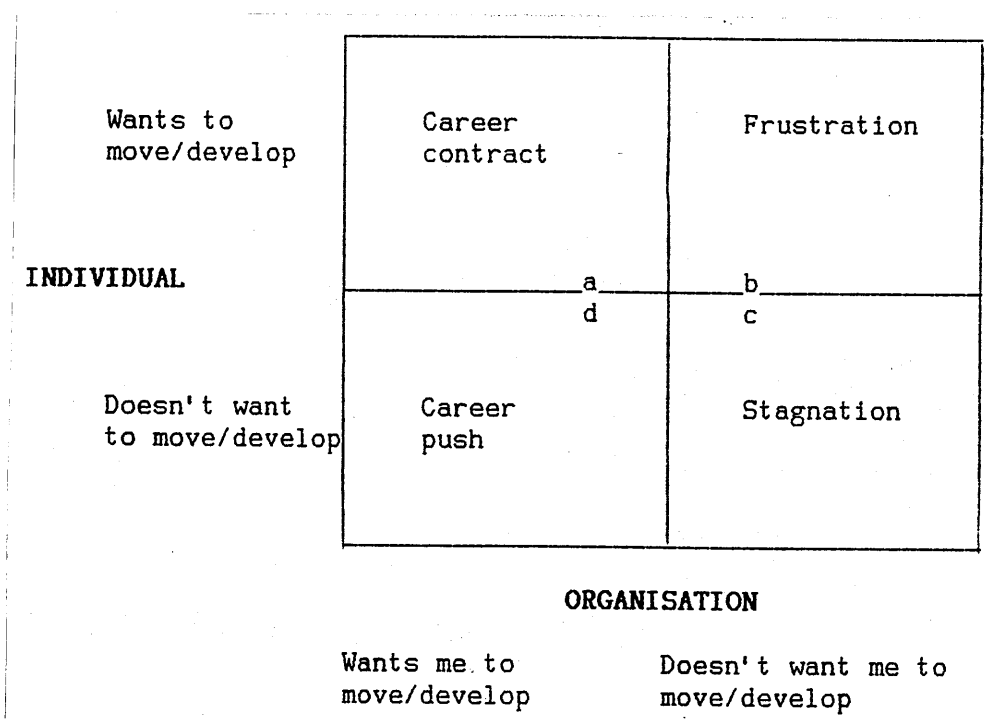 Wants to
move/develop
Career
contract
Frustration
INDIVIDUAL
a
b
d
c
Doesn't want
to move/develop
Career
push
Stagnation
ORGANISATION
Wants me to
move/develop
Doesn't want me to
move/develop